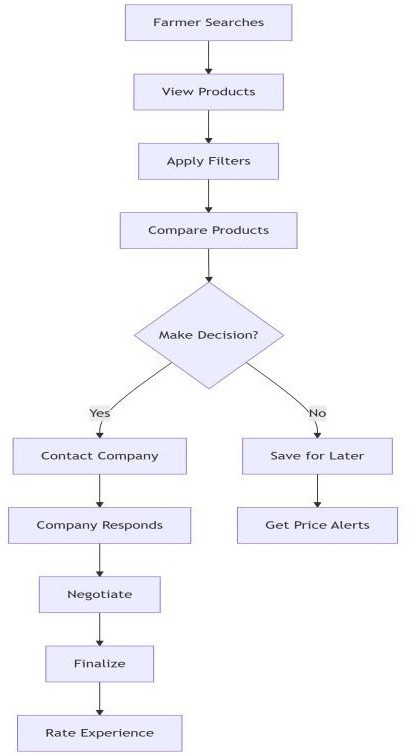 Farmer Searches
View Products
Apply Filters
Compare Products
Make Decision?
Yes
No
Contact Company
Save for Later
Company Responds
Get Price Alerts
Negotiate
Finalize
Rate Experience